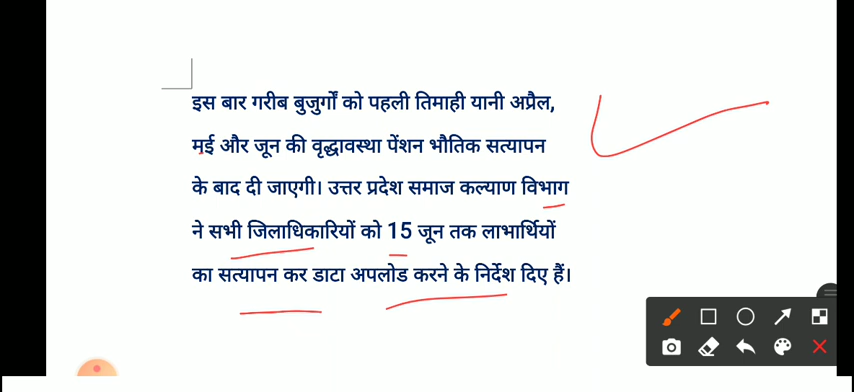 इस बार गरीब बुजुर्गों को पहली तिमाही यानी अप्रैल,
मई और जून की वृद्धावस्था पेंशन भौतिक सत्यापन
के बाद दी जाएगी। उत्तर प्रदेश समाज कल्याण विभाग
ने सभी जिलाधिकारियों को 15 जून तक लाभार्थियों
का सत्यापन कर डाटा अपलोड करने के निर्देश दिए हैं।